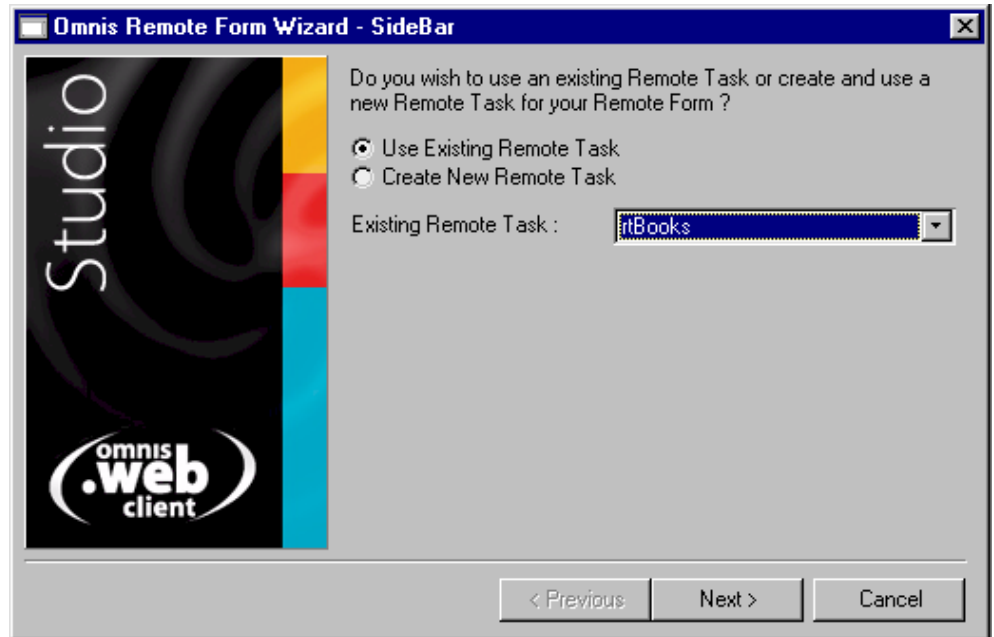 Omnis Remote Form Wizard - SideBar
Studio
Do you wish to use an existing Remote Task or create and use a
new Remote Task for your Remote Form ?
Use Existing Remote Task
Create New Remote Task
Existing Remote Task :
rtBooks
omnis
.web
client
< Previous
Next >
Cancel